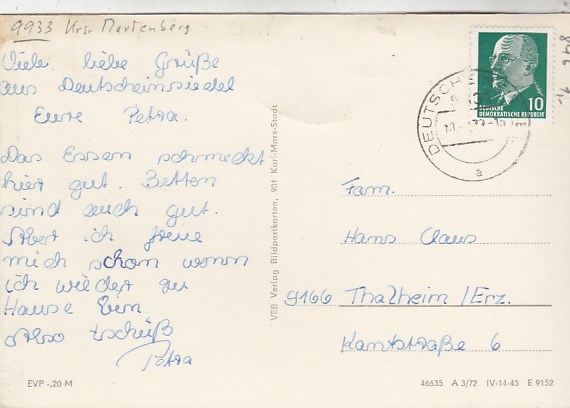 9933 Krsr Marienberg
Viele liebe Grüße
aus Deutscheinsiedel
Eure Petra.
Das Essen schmeckt
hier gut. Betten
sind auch gut.
Aber ich freue
mich schon wenn
ich wieder zu
Hause bin.
Also tschüß
Petra
EVP -,20 M
VEB Verlag Bildpostkarten, 901 Karl-Marx-Stadt
DEUTSCHE
DEMOKRATISCHE REPUBLIK
10
DEUTSCH
a
Fam.
Hans Claus
9166 Thalheim/Erz.
Kantstraße 6
46635 A 3/72 IV-14-45 E 9152